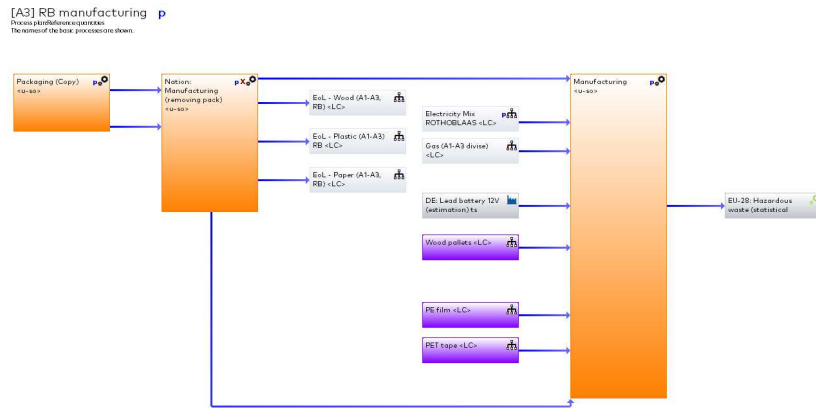 [A3] RB manufacturing p
Process plan:Reference quantities
The names of the basic processes are shown.
Packaging (Copy) p
<u-so>
Nation: pX
Manufacturing
(removing pack)
<u-so>
Manufacturing p
<u-so>
EoL - Wood (A1-A3,
RB) <LC>
EoL - Plastic (A1-A3)
RB <LC>
EoL - Paper (A1-A3,
RB) <LC>
Electricity Mix p
ROTHOBLAAS <LC>
Gas (A1-A3 divise)
<LC>
DE: Lead battery 12V
(estimation) ts
Wood pallets <LC>
PE film <LC>
PET tape <LC>
EU-28: Hazardous
waste (statistical